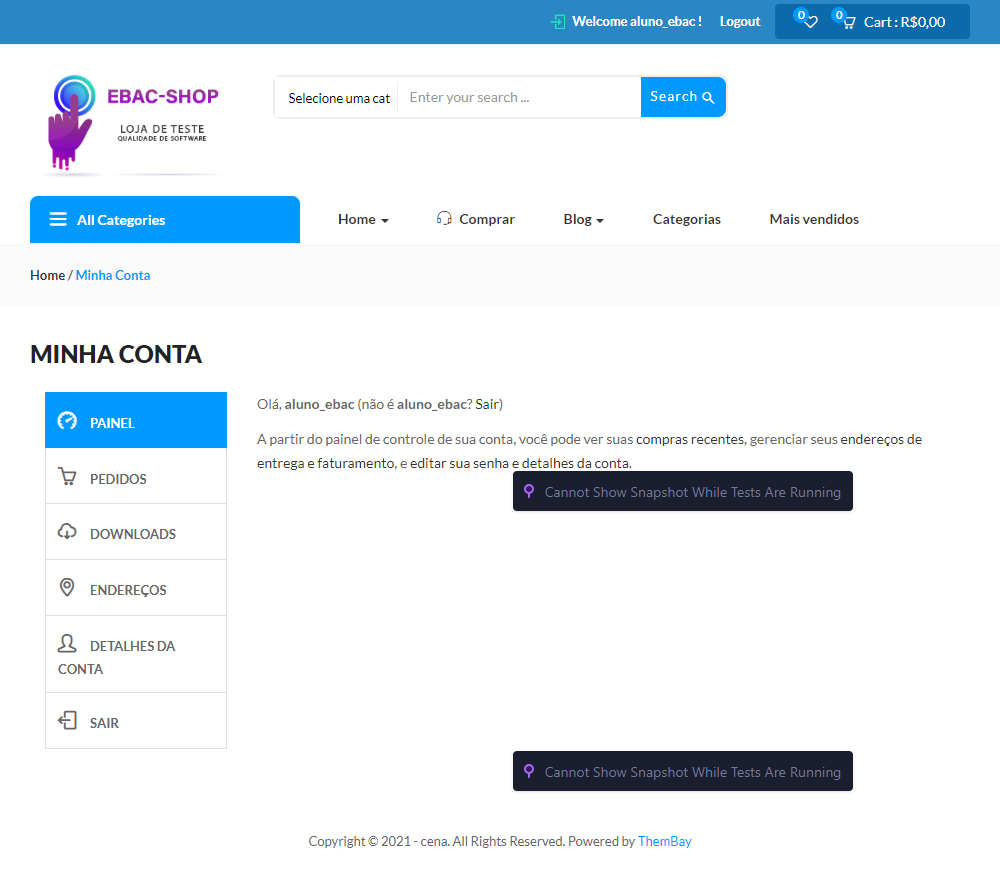 Welcome aluno_ebac ! Logout 0 0 Cart : R$0,00
EBAC-SHOP
LOJA DE TESTE
QUALIDADE DE SOFTWARE
Selecione uma cat Enter your search ... Search
All Categories Home Comprar Blog Categorias Mais vendidos
Home / Minha Conta
MINHA CONTA
PAINEL
PEDIDOS
DOWNLOADS
ENDEREÇOS
DETALHES DA
CONTA
SAIR
Olá, aluno_ebac (não é aluno_ebac? Sair)
A partir do painel de controle de sua conta, você pode ver suas compras recentes, gerenciar seus endereços de
entrega e faturamento, e editar sua senha e detalhes da conta.
Cannot Show Snapshot While Tests Are Running
Cannot Show Snapshot While Tests Are Running
Copyright © 2021 - cena. All Rights Reserved. Powered by ThemBay